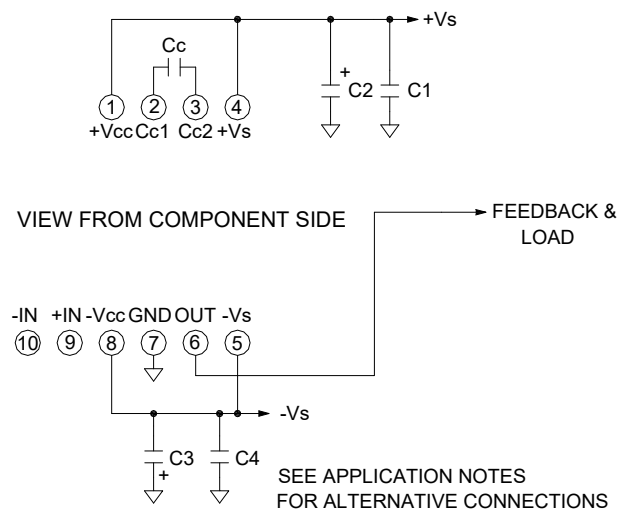 +Vs
Cc
+
C2 C1
1 2 3 4
+Vcc Cc1 Cc2 +Vs
VIEW FROM COMPONENT SIDE
FEEDBACK &
LOAD
-IN +IN -Vcc GND OUT -Vs
10 9 8 7 6 5
-Vs
C3 C4
+
SEE APPLICATION NOTES
FOR ALTERNATIVE CONNECTIONS